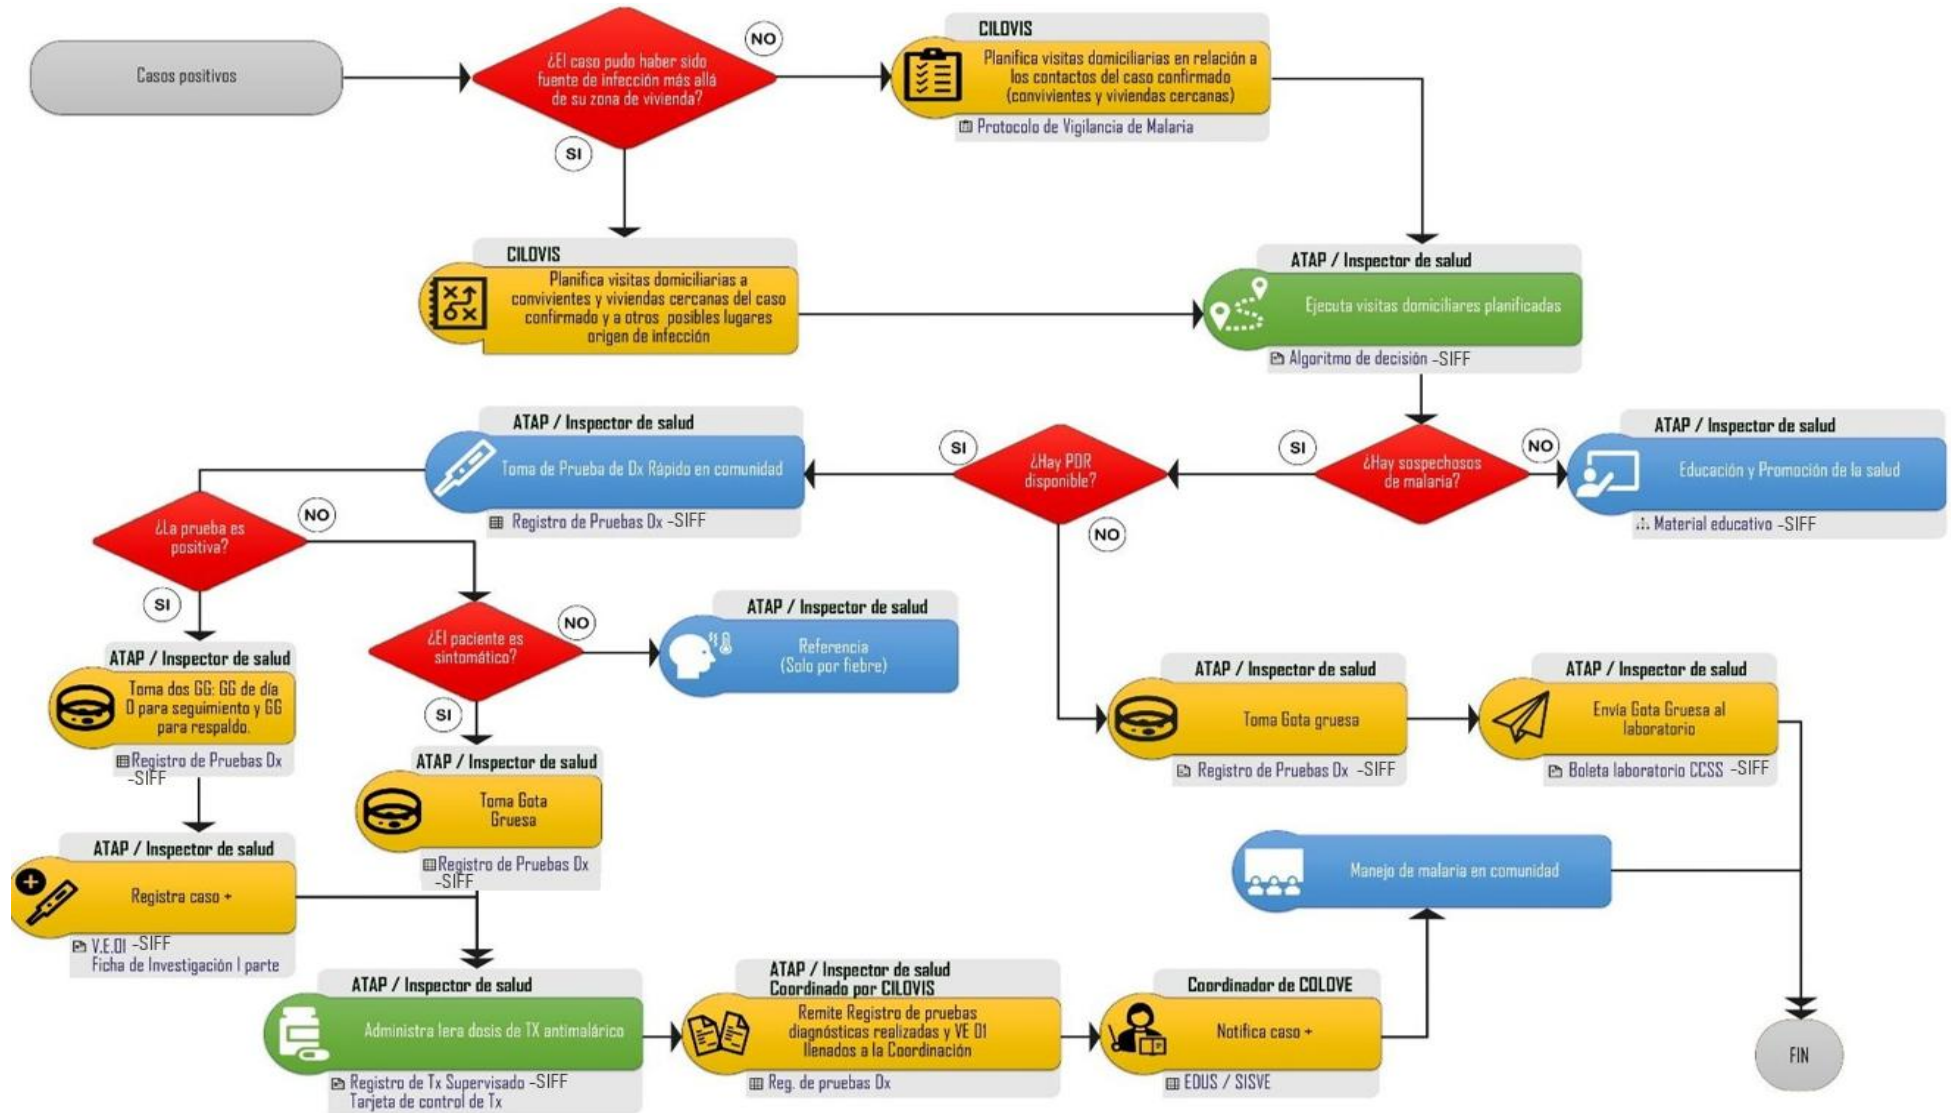 Casos positivos
¿El caso pudo haber sido
fuente de infección más allá
de su zona de vivienda?
NO
SI
CILOVIS
Planifica visitas domiciliarias en relación a
los contactos del caso confirmado
(convivientes y viviendas cercanas)
Protocolo de Vigilancia de Malaria
CILOVIS
Planifica visitas domiciliarias a
convivientes y viviendas cercanas del caso
confirmado y a otros posibles lugares
origen de infección
ATAP / Inspector de salud
Ejecuta visitas domiciliares planificadas
Algoritmo de decisión -SIFF
¿Hay sospechosos
de malaria?
NO
SI
ATAP / Inspector de salud
Educación y Promoción de la salud
Material educativo -SIFF
¿Hay PDR
disponible?
SI
NO
ATAP / Inspector de salud
Toma de Prueba de Dx Rápido en comunidad
Registro de Pruebas Dx -SIFF
¿La prueba es
positiva?
NO
SI
¿El paciente es
sintomático?
NO
SI
ATAP / Inspector de salud
Referencia
(Solo por fiebre)
ATAP / Inspector de salud
Toma dos GG: GG de día
0 para seguimiento y GG
para respaldo.
Registro de Pruebas Dx
-SIFF
ATAP / Inspector de salud
Toma Gota
Gruesa
Registro de Pruebas Dx
-SIFF
ATAP / Inspector de salud
Toma Gota gruesa
Registro de Pruebas Dx -SIFF
ATAP / Inspector de salud
Envía Gota Gruesa al
laboratorio
Boleta laboratorio CCSS -SIFF
ATAP / Inspector de salud
Registra caso +
V.E.01 -SIFF
Ficha de Investigación I parte
ATAP / Inspector de salud
Administra 1era dosis de TX antimalárico
Registro de Tx Supervisado -SIFF
Tarjeta de control de Tx
ATAP / Inspector de salud
Coordinado por CILOVIS
Remite Registro de pruebas
diagnósticas realizadas y VE 01
llenados a la Coordinación
Reg. de pruebas Dx
Coordinador de COLOVE
Notifica caso +
EDUS / SISVE
Manejo de malaria en comunidad
FIN